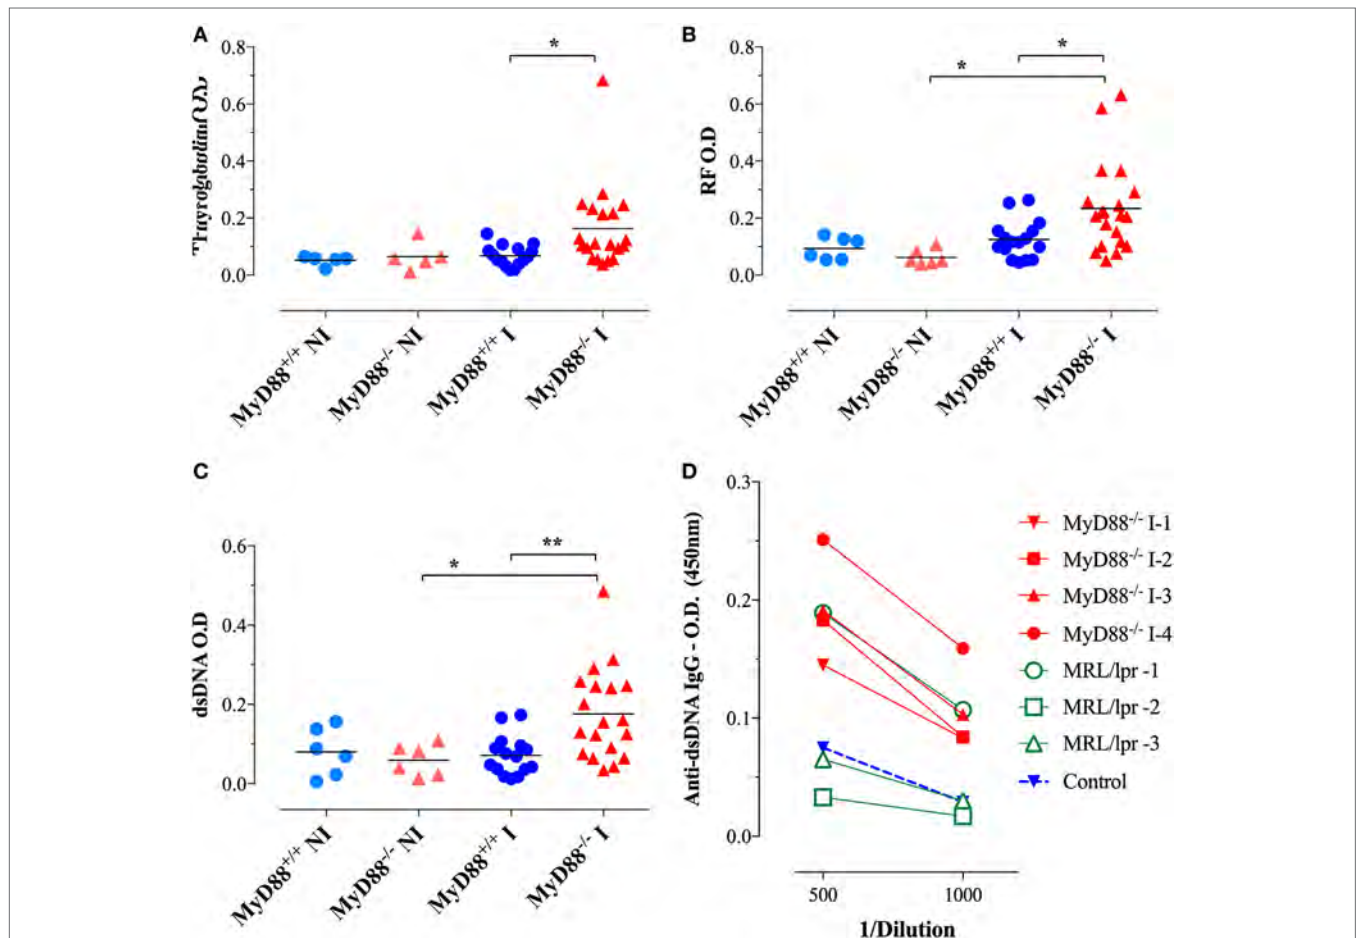 A
*
0.8
0.6
0.4
0.2
0.0
MyD88+/+ NI
MyD88-/- NI
MyD88+/+ I
MyD88-/- I
B
*
*
0.8
0.6
0.4
0.2
0.0
RF O.D
MyD88+/+ NI
MyD88-/- NI
MyD88+/+ I
MyD88-/- I
C
**
*
0.6
0.4
0.2
0.0
dsDNA O.D
MyD88+/+ NI
MyD88-/- NI
MyD88+/+ I
MyD88-/- I
D
0.3
0.2
0.1
0.0
Anti-dsDNA IgG - O.D. (450nm)
500 1000
1/Dilution
MyD88-/- I-1
MyD88-/- I-2
MyD88-/- I-3
MyD88-/- I-4
MRL/lpr -1
MRL/lpr -2
MRL/lpr -3
Control